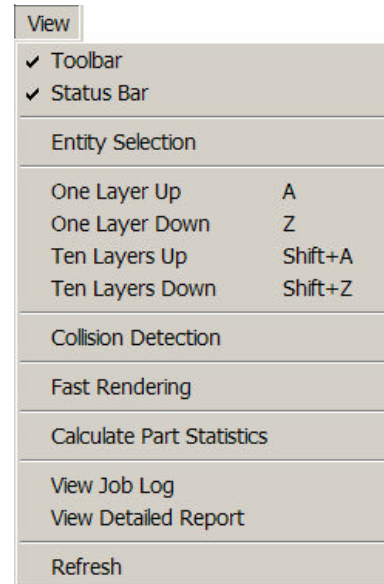 View
Toolbar
Status Bar
Entity Selection
One Layer Up A
One Layer Down Z
Ten Layers Up Shift+A
Ten Layers Down Shift+Z
Collision Detection
Fast Rendering
Calculate Part Statistics
View Job Log
View Detailed Report
Refresh